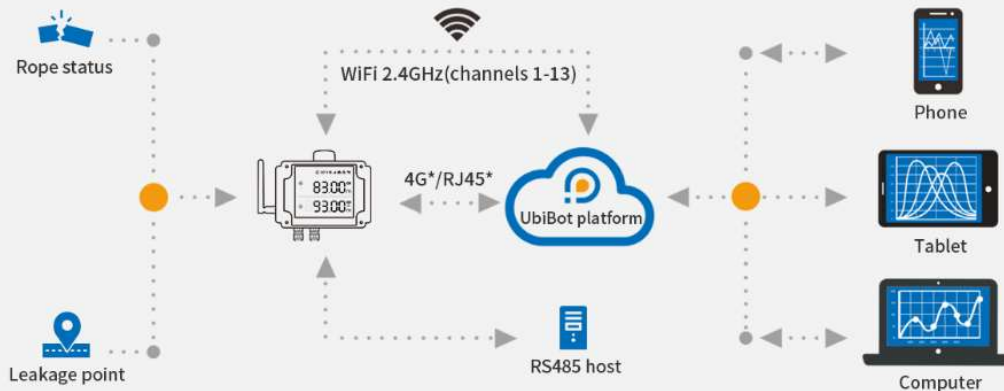 Rope status
WiFi 2.4GHz(channels 1-13)
Phone
83.00
93.00
4G*/RJ45*
UbiBot platform
Tablet
Leakage point
RS485 host
Computer